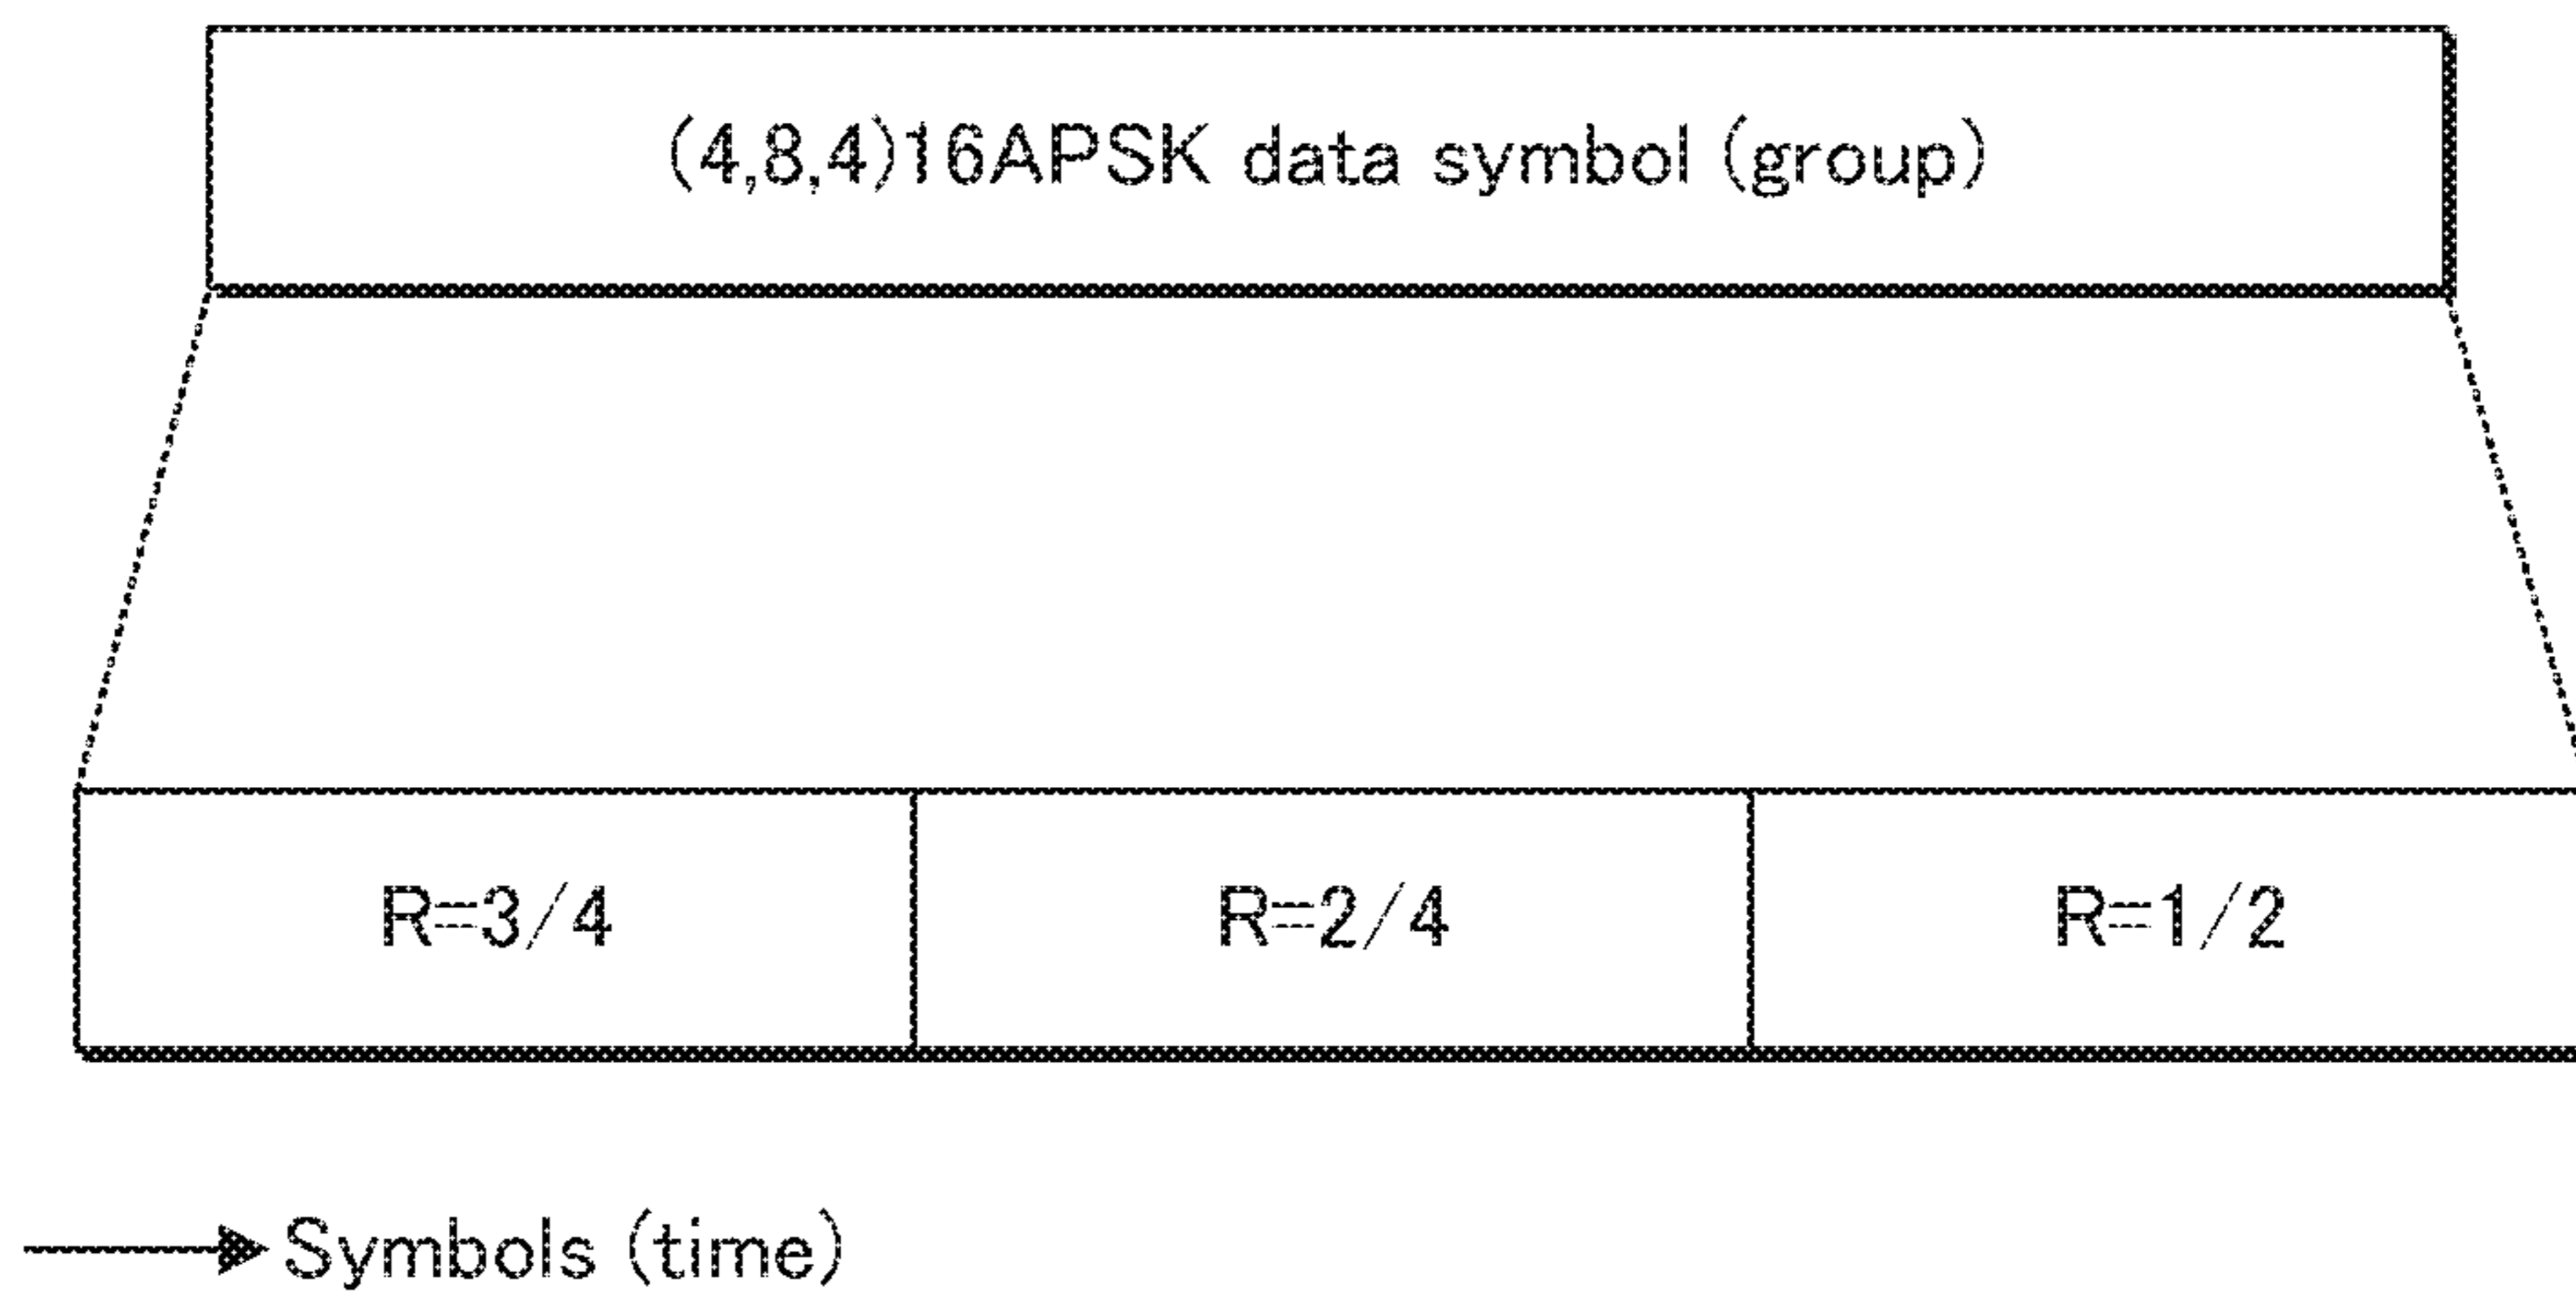 (4,8,4)16APSK data symbol (group)
R=3/4 R=2/4 R=1/2
Symbols (time)